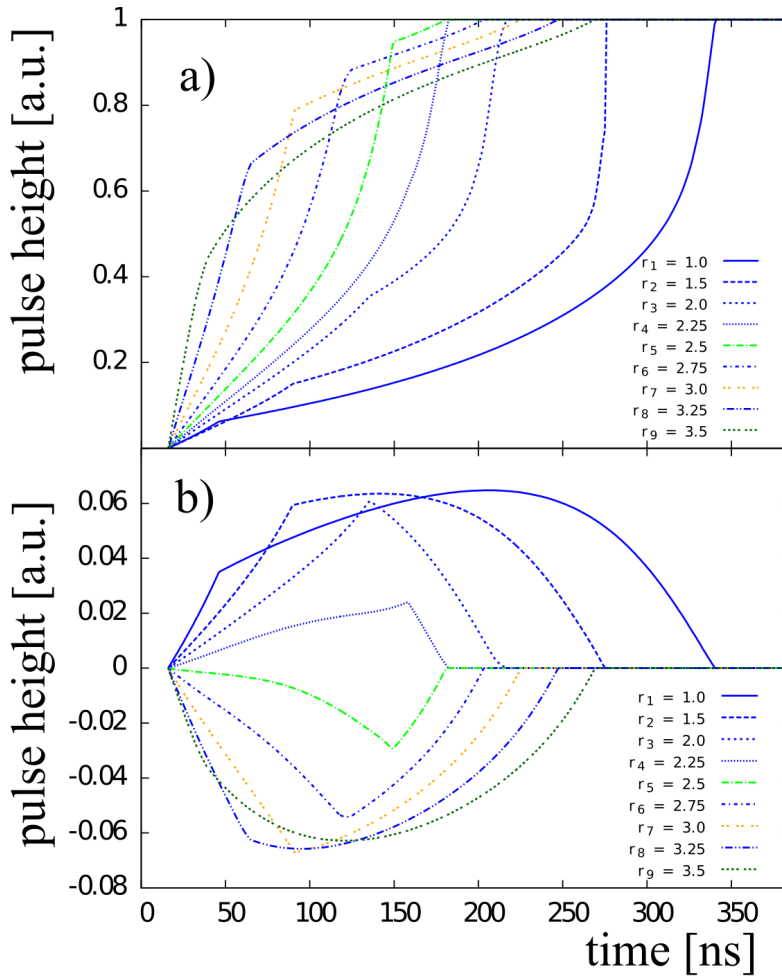 1
0.8
0.6
0.4
0.2
pulse height [a.u.]
a)
r1 = 1.0
r2 = 1.5
r3 = 2.0
r4 = 2.25
r5 = 2.5
r6 = 2.75
r7 = 3.0
r8 = 3.25
r9 = 3.5
0.06
0.04
0.02
0
-0.02
-0.04
-0.06
-0.08
pulse height [a.u.]
b)
r1 = 1.0
r2 = 1.5
r3 = 2.0
r4 = 2.25
r5 = 2.5
r6 = 2.75
r7 = 3.0
r8 = 3.25
r9 = 3.5
0 50 100 150 200 250 300 350
time [ns]